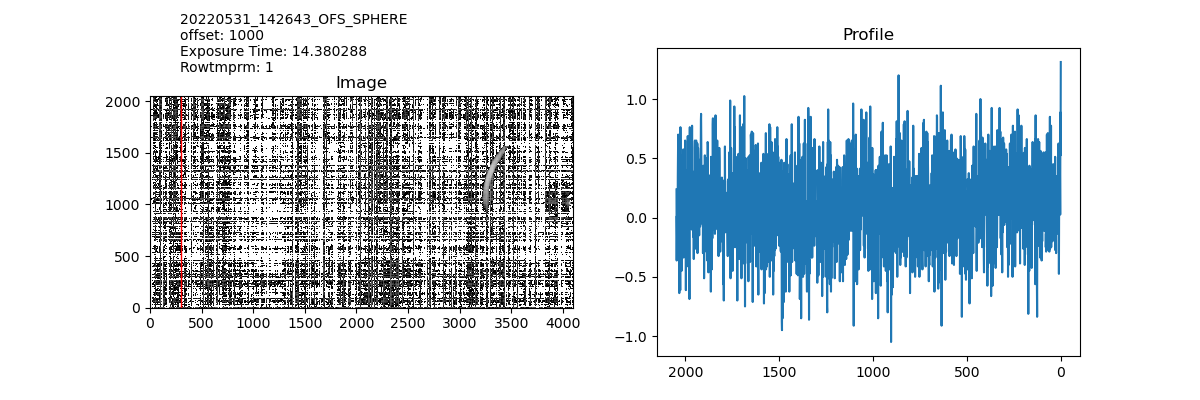 20220531_142643_OFS_SPHERE
offset: 1000
Exposure Time: 14.380288
Rowtmprm: 1
Image
2000
1500
1000
500
0
0 500 1000 1500 2000 2500 3000 3500 4000
Profile
1.0
0.5
0.0
−0.5
−1.0
2000 1500 1000 500 0